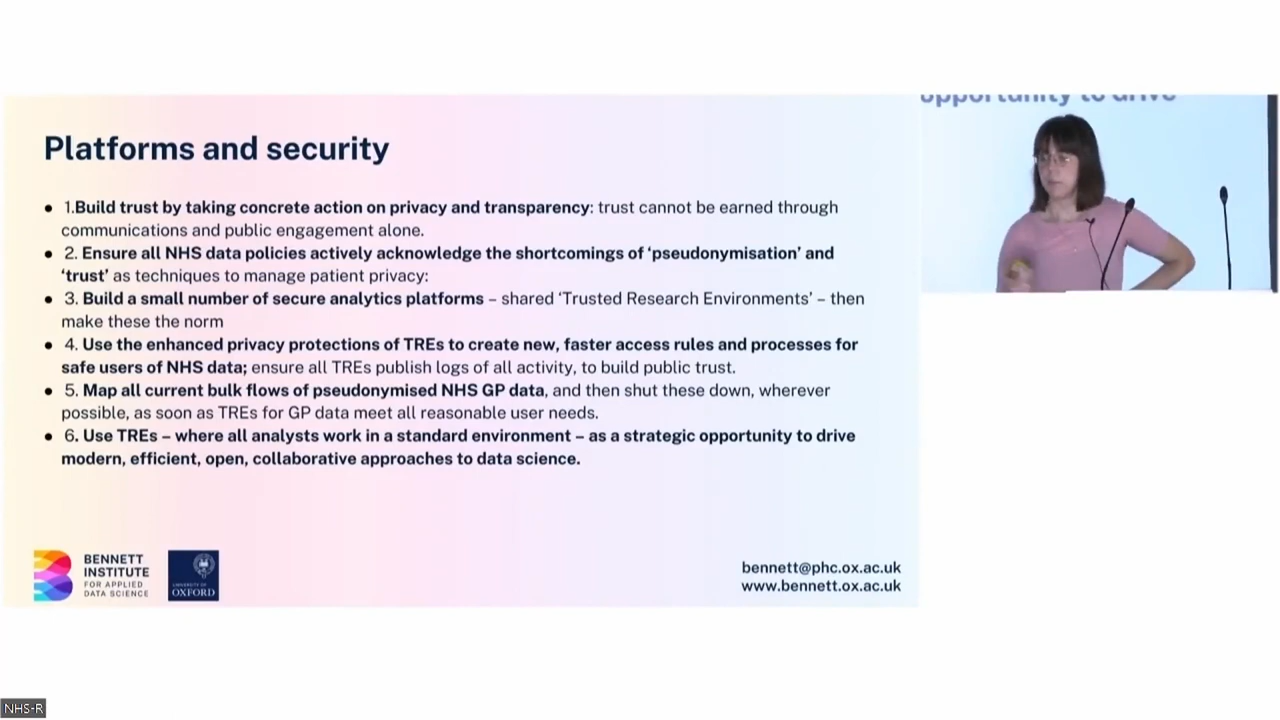 opportunity to drive
Platforms and security
● 1.Build trust by taking concrete action on privacy and transparency: trust cannot be earned through
communications and public engagement alone.
● 2. Ensure all NHS data policies actively acknowledge the shortcomings of ‘pseudonymisation’ and
‘trust’ as techniques to manage patient privacy:
● 3. Build a small number of secure analytics platforms – shared ‘Trusted Research Environments’ – then
make these the norm
● 4. Use the enhanced privacy protections of TREs to create new, faster access rules and processes for
safe users of NHS data; ensure all TREs publish logs of all activity, to build public trust.
● 5. Map all current bulk flows of pseudonymised NHS GP data, and then shut these down, wherever
possible, as soon as TREs for GP data meet all reasonable user needs.
● 6. Use TREs – where all analysts work in a standard environment – as a strategic opportunity to drive
modern, efficient, open, collaborative approaches to data science.
BENNETT
INSTITUTE
FOR APPLIED
DATA SCIENCE
UNIVERSITY OF
OXFORD
bennett@phc.ox.ac.uk
www.bennett.ox.ac.uk
NHS-R